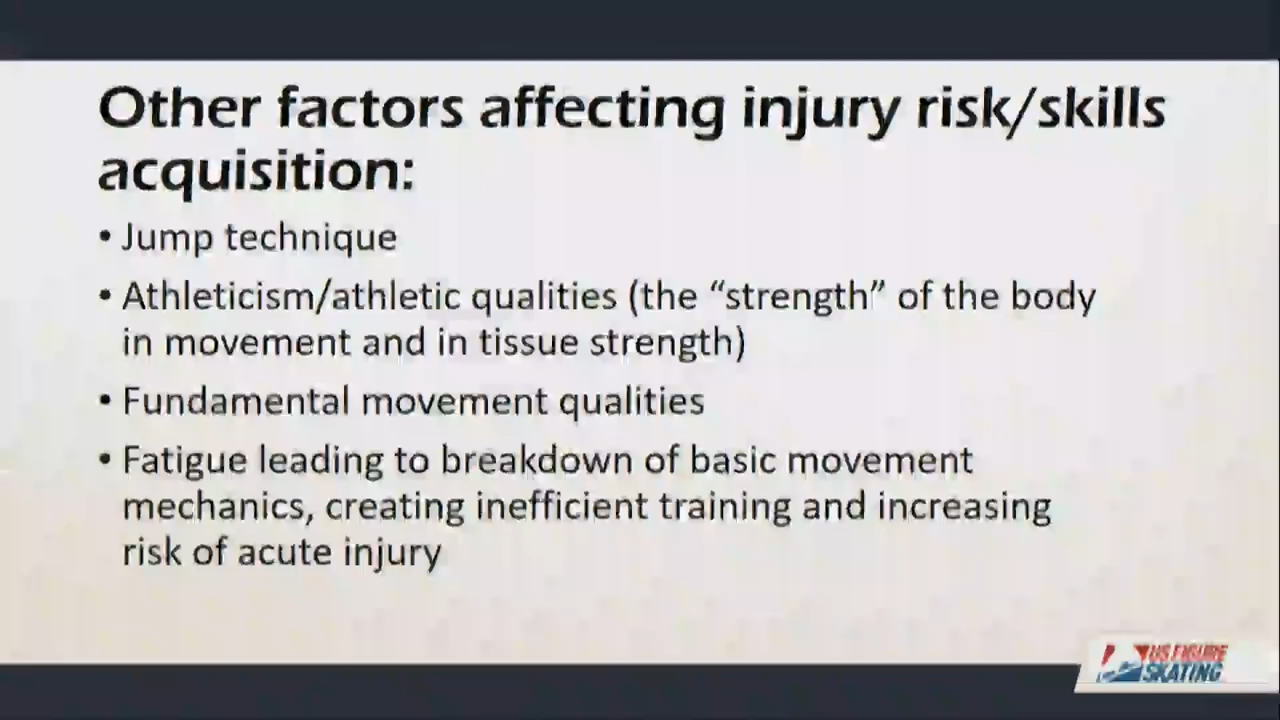 Other factors affecting injury risk/skills
acquisition:
• Jump technique
• Athleticism/athletic qualities (the “strength” of the body
in movement and in tissue strength)
• Fundamental movement qualities
• Fatigue leading to breakdown of basic movement
mechanics, creating inefficient training and increasing
risk of acute injury
US FIGURE
SKATING